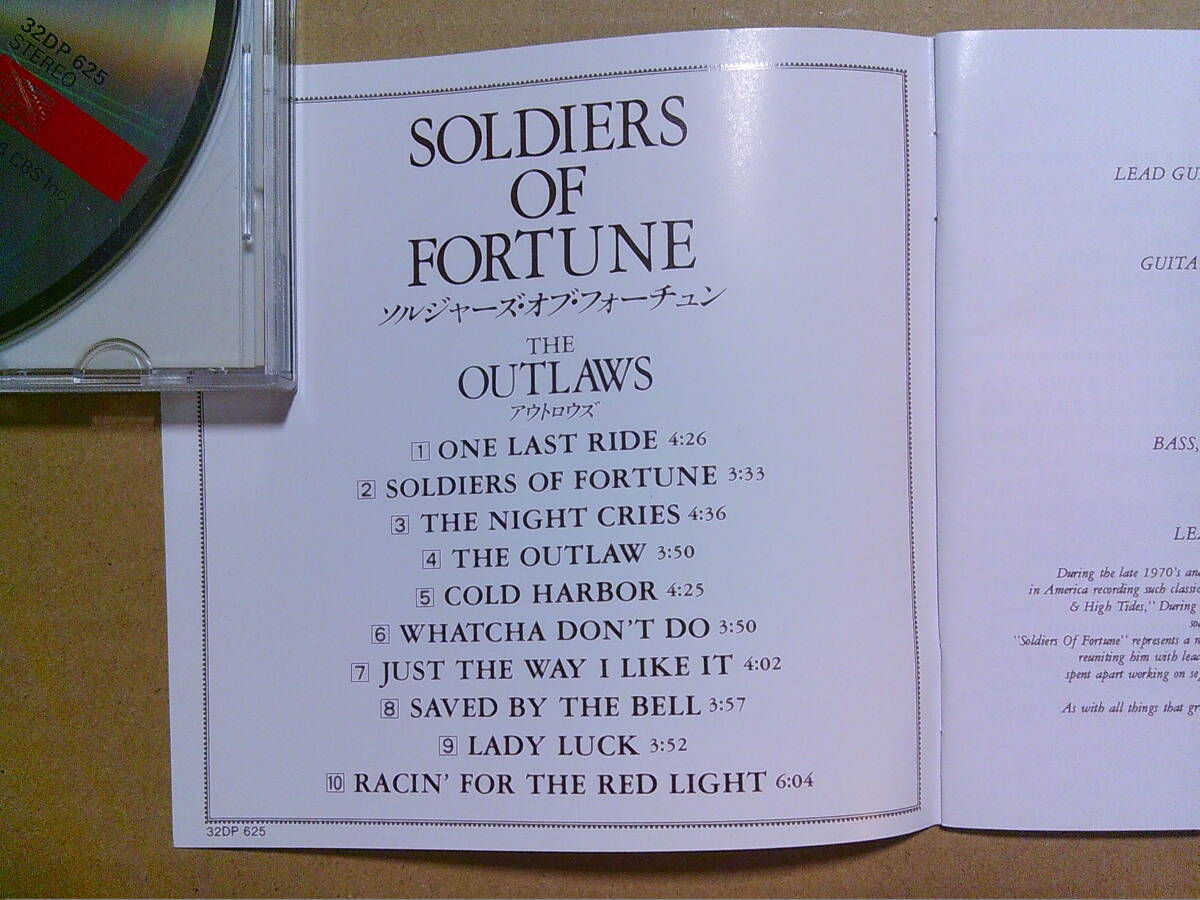 32DP 625
STEREO
CBS Inc.
SOLDIERS
OF
FORTUNE
ソルジャーズ・オブ・フォーチュン
THE
OUTLAWS
アウトロウズ
1 ONE LAST RIDE 4:26
2 SOLDIERS OF FORTUNE 3:33
3 THE NIGHT CRIES 4:36
4 THE OUTLAW 3:50
5 COLD HARBOR 4:25
6 WHATCHA DON'T DO 3:50
7 JUST THE WAY I LIKE IT 4:02
8 SAVED BY THE BELL 3:57
9 LADY LUCK 3:52
10 RACIN' FOR THE RED LIGHT 6:04
32DP 625
LEAD GU
GUITA
BASS,
LE
During the late 1970's an
in America recording such classic
& High Tides," During
so
"Soldiers Of Fortune" represents a
reuniting him with lea
spent apart working on se
As with all things that gr